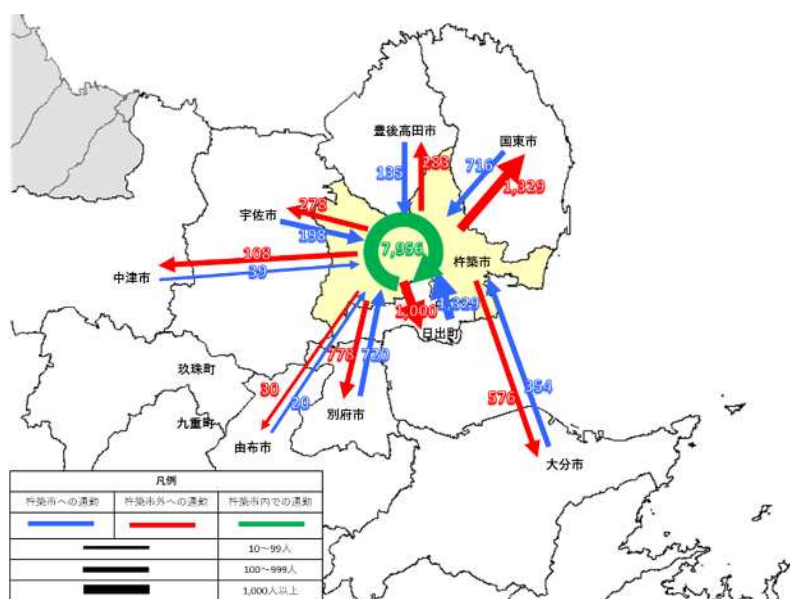 豊後高田市
国東市
135
283
716
1,329
宇佐市
278
198
7,956
杵築市
108
39
中津市
1,000
1,329
日出町
玖珠町
778
720
80
20
九重町
576
354
別府市
由布市
大分市
凡例
杵築市への通勤 杵築市外への通勤 杵築市内での通勤
10～99人
100～999人
1,000人以上